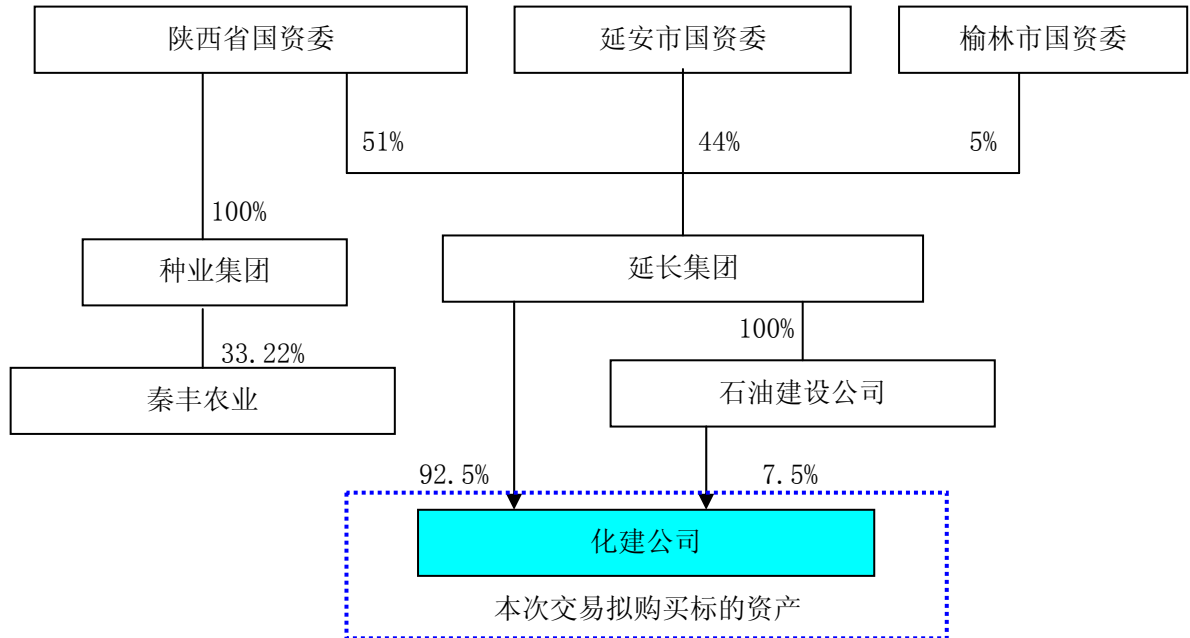 陕西省国资委
延安市国资委
榆林市国资委
51%
44%
5%
100%
种业集团
延长集团
100%
33.22%
秦丰农业
石油建设公司
92.5%
7.5%
化建公司
本次交易拟购买标的资产